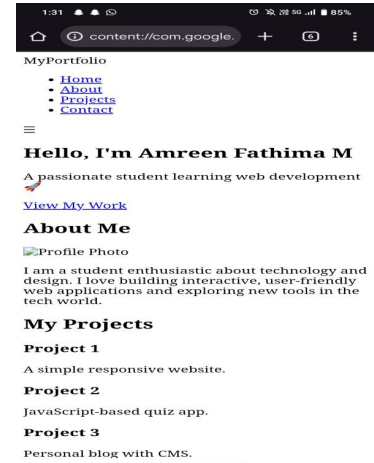 1:31 5G 85%
content://com.google. 6
MyPortfolio
Home
About
Projects
Contact
Hello, I'm Amreen Fathima M
A passionate student learning web development
🚀
View My Work
About Me
Profile Photo
I am a student enthusiastic about technology and
design. I love building interactive, user-friendly
web applications and exploring new tools in the
tech world.
My Projects
Project 1
A simple responsive website.
Project 2
JavaScript-based quiz app.
Project 3
Personal blog with CMS.